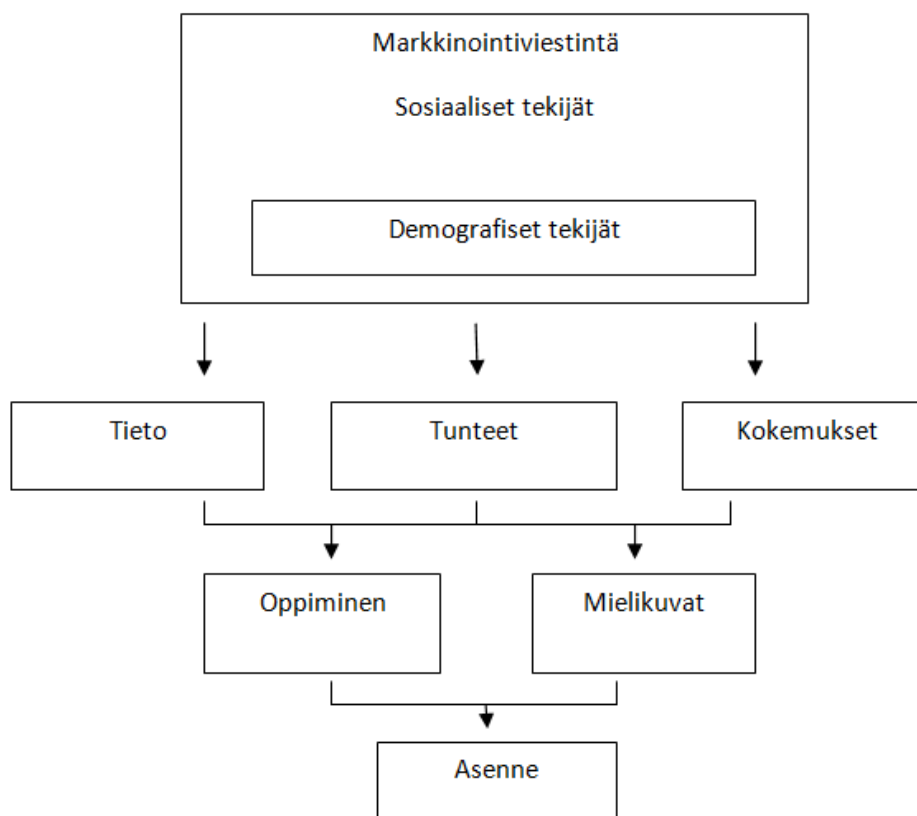 Markkinointiviestintä
Sosiaaliset tekijät
Demografiset tekijät
Tieto
Tunteet
Kokemukset
Oppiminen
Mielikuvat
Asenne